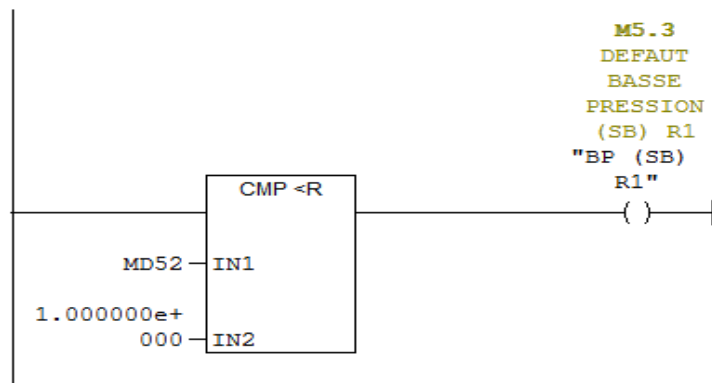 M5.3
DEFAUT
BASSE
PRESSION
(SB) R1
"BP (SB)
R1"
CMP <R
MD52
IN1
1.000000e+
000
IN2